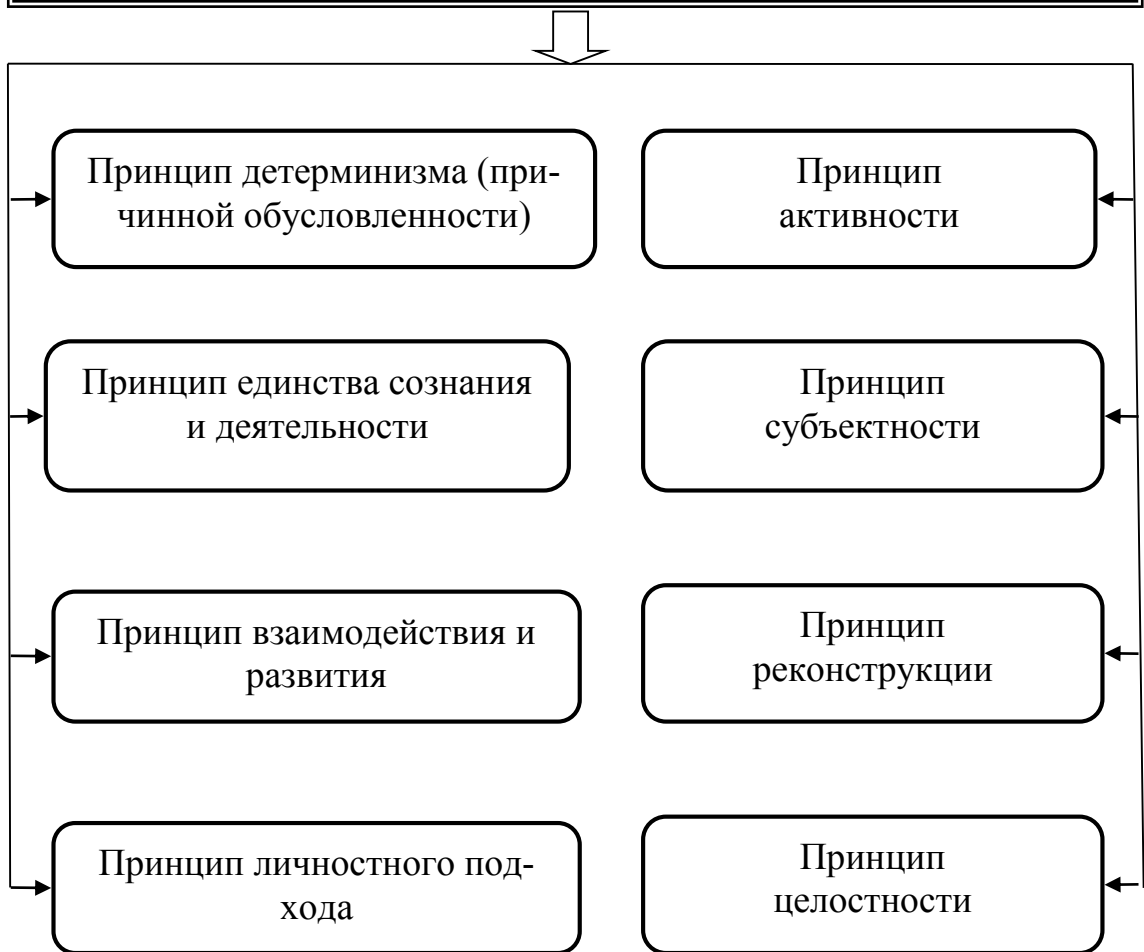 Принцип детерминизма (при-
чинной обусловленности)
Принцип
активности
Принцип единства сознания
и деятельности
Принцип
субъектности
Принцип взаимодействия и
развития
Принцип
реконструкции
Принцип личностного под-
хода
Принцип
целостности